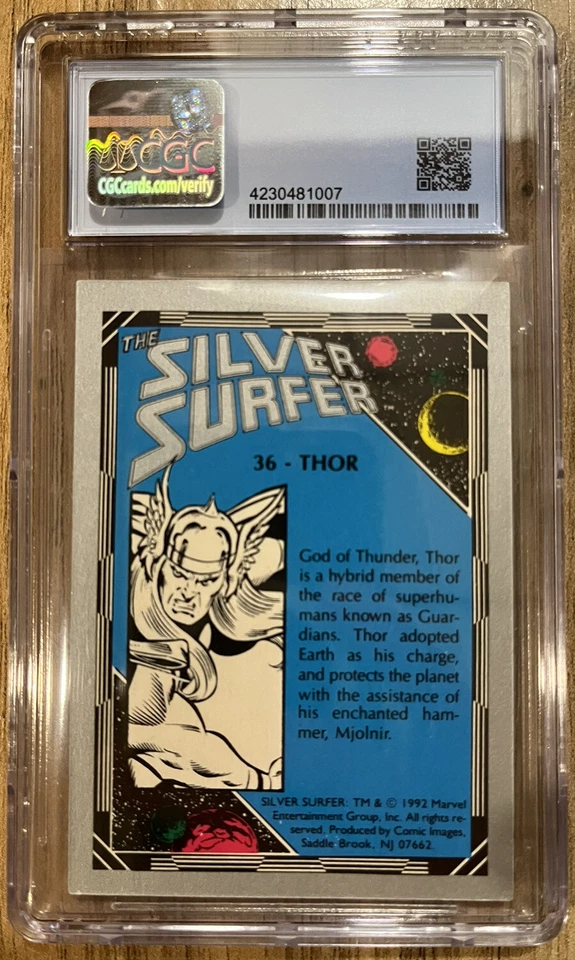 CGC
CGCcards.com/verify
4230481007
THE
SILVER
SURFER™
36 - THOR
God of Thunder, Thor
is a hybrid member of
the race of superhu-
mans known as Guar-
dians. Thor adopted
Earth as his charge,
and protects the planet
with the assistance of
his enchanted ham-
mer, Mjolnir.
SILVER SURFER: TM & © 1992 Marvel
Entertainment Group, Inc. All rights re-
served. Produced by Comic Images,
Saddle Brook, NJ 07662.